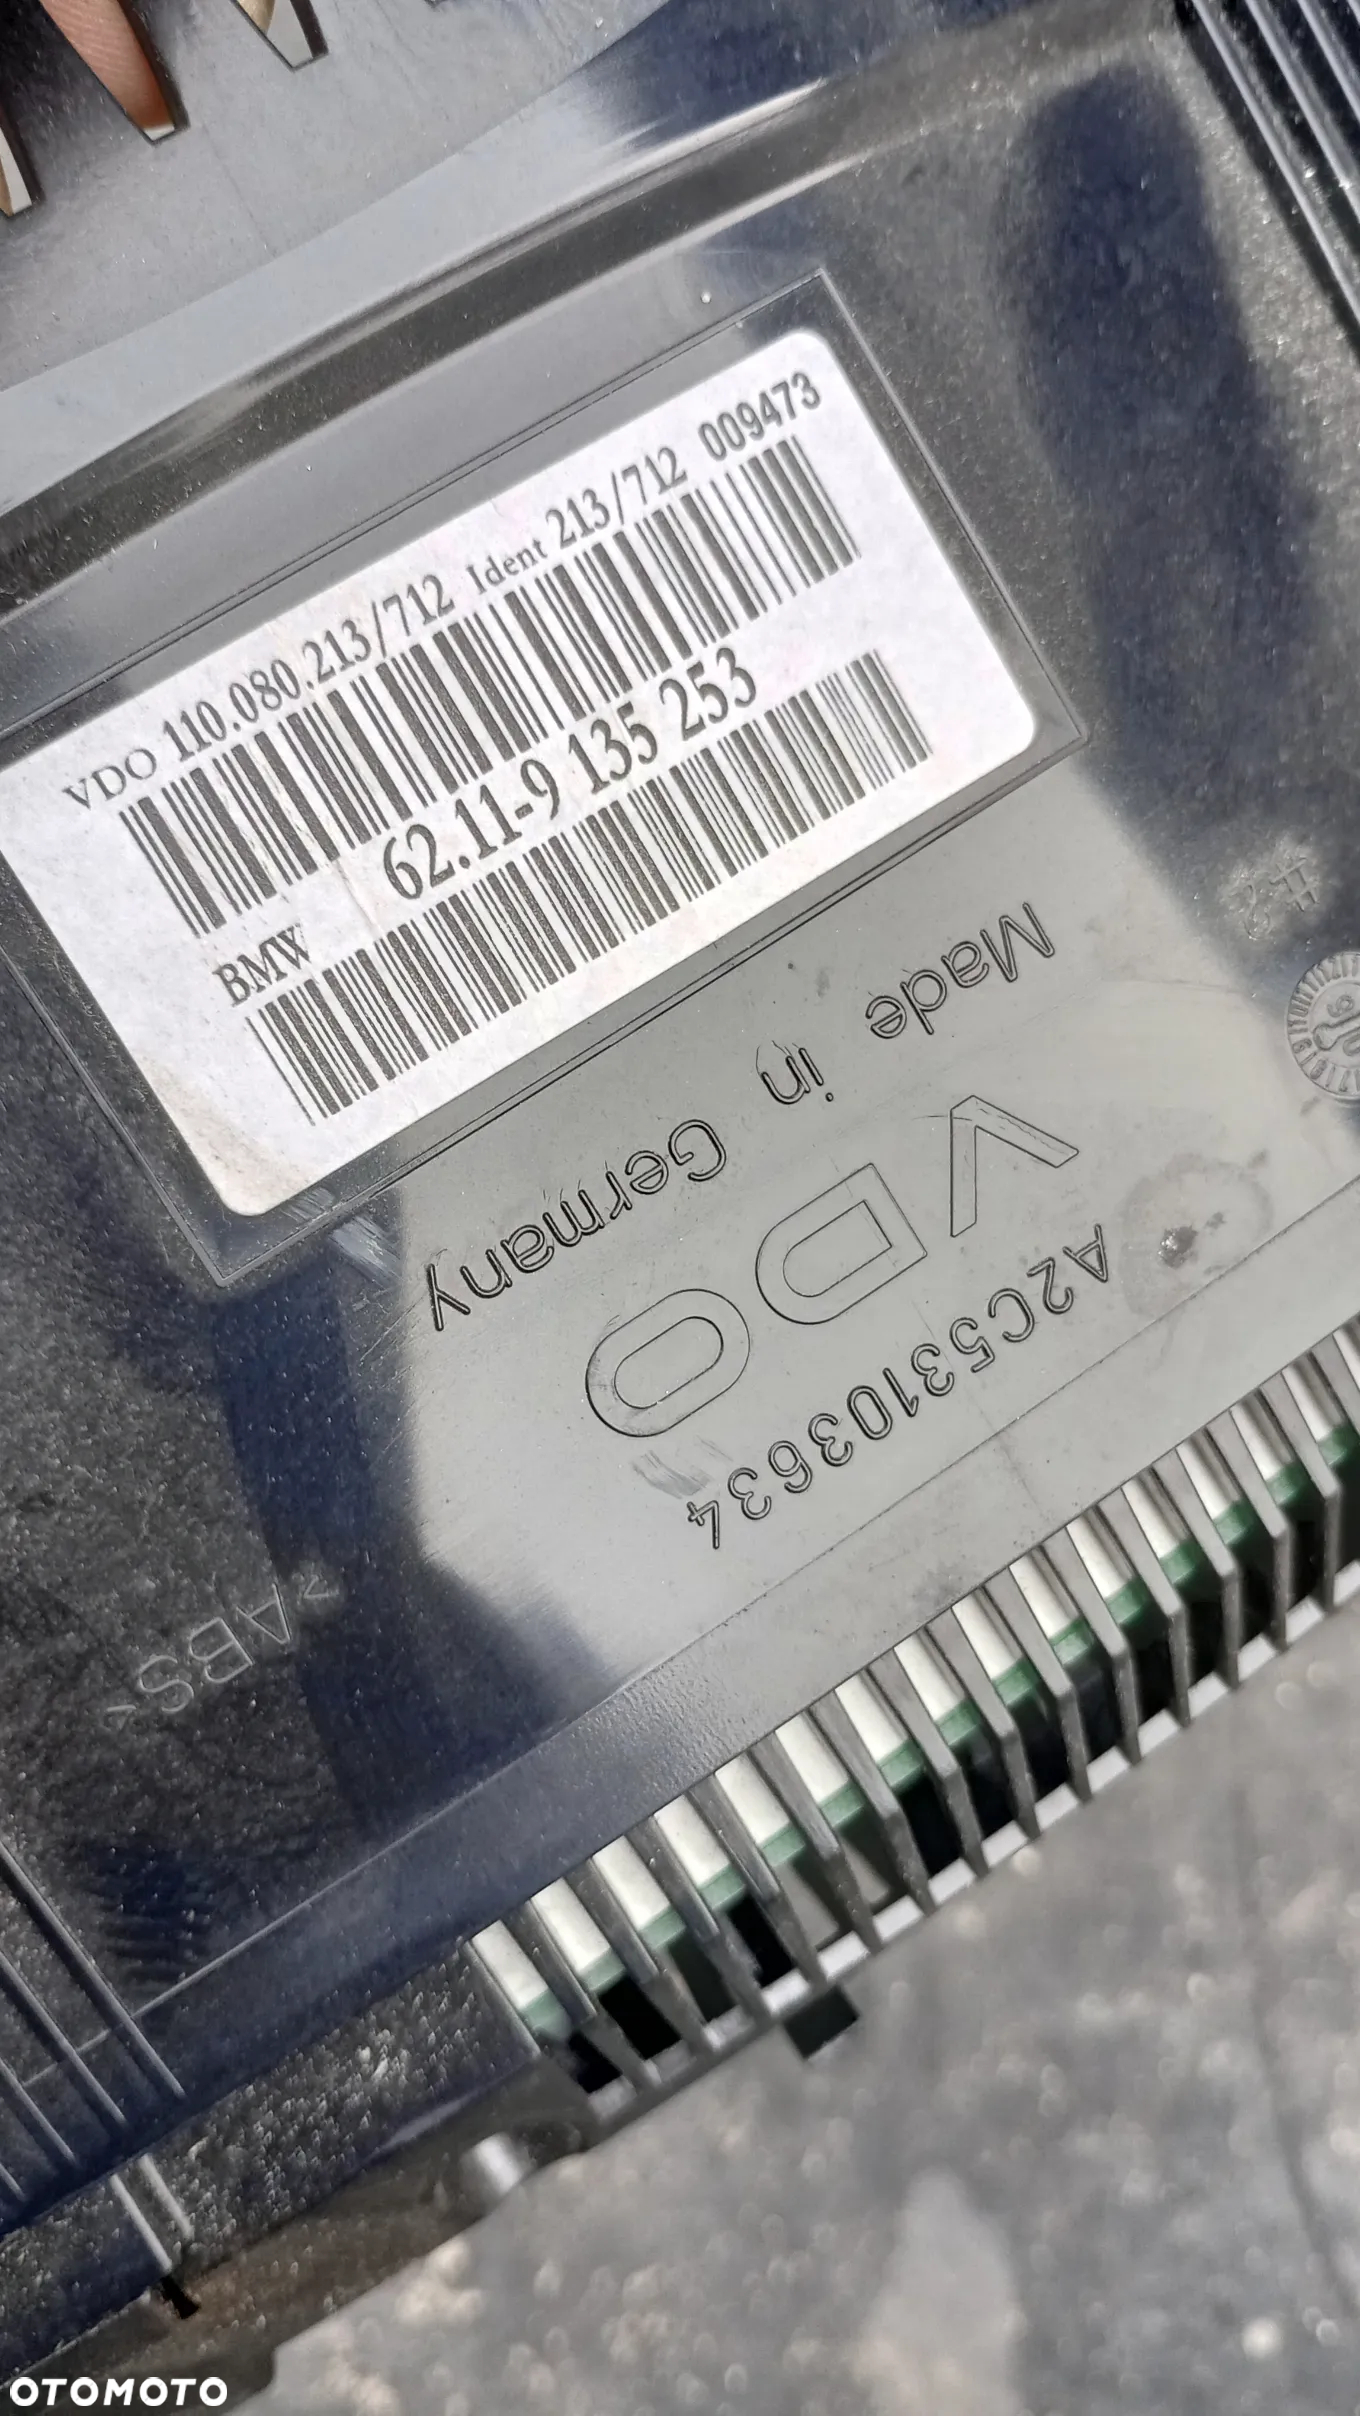 VDO 110.080.213/712 Ident 213/712 009473
BMW 62.11-9 135 253
Made in Germany
VDO
A2C53103634
>ABS<
OTOMOTO